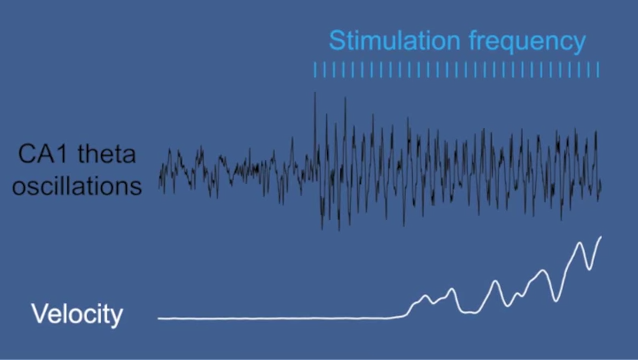 Stimulation frequency
CA1 theta
oscillations
Velocity